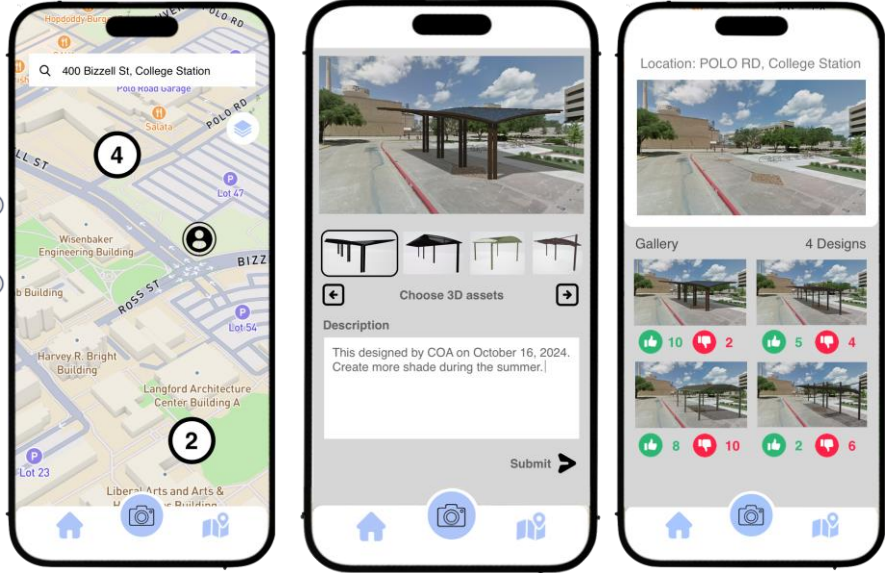 Hopdoddy Burge
POLO RD
400 Bizzell St, College Station
Polo Road Garage
Salata
POLO RD
4
LL ST
P
Lot 47
Wisenbaker
Engineering Building
BIZZ
b Building
ROSS ST
P
Lot 54
Harvey R. Bright
Building
Langford Architecture
Center Building A
2
P
Lot 23
Liberal Arts and Arts &
Building
Choose 3D assets
Description
This designed by COA on October 16, 2024.
Create more shade during the summer.
Submit
Location: POLO RD, College Station
Gallery
4 Designs
10 2
5 4
8 10
2 6